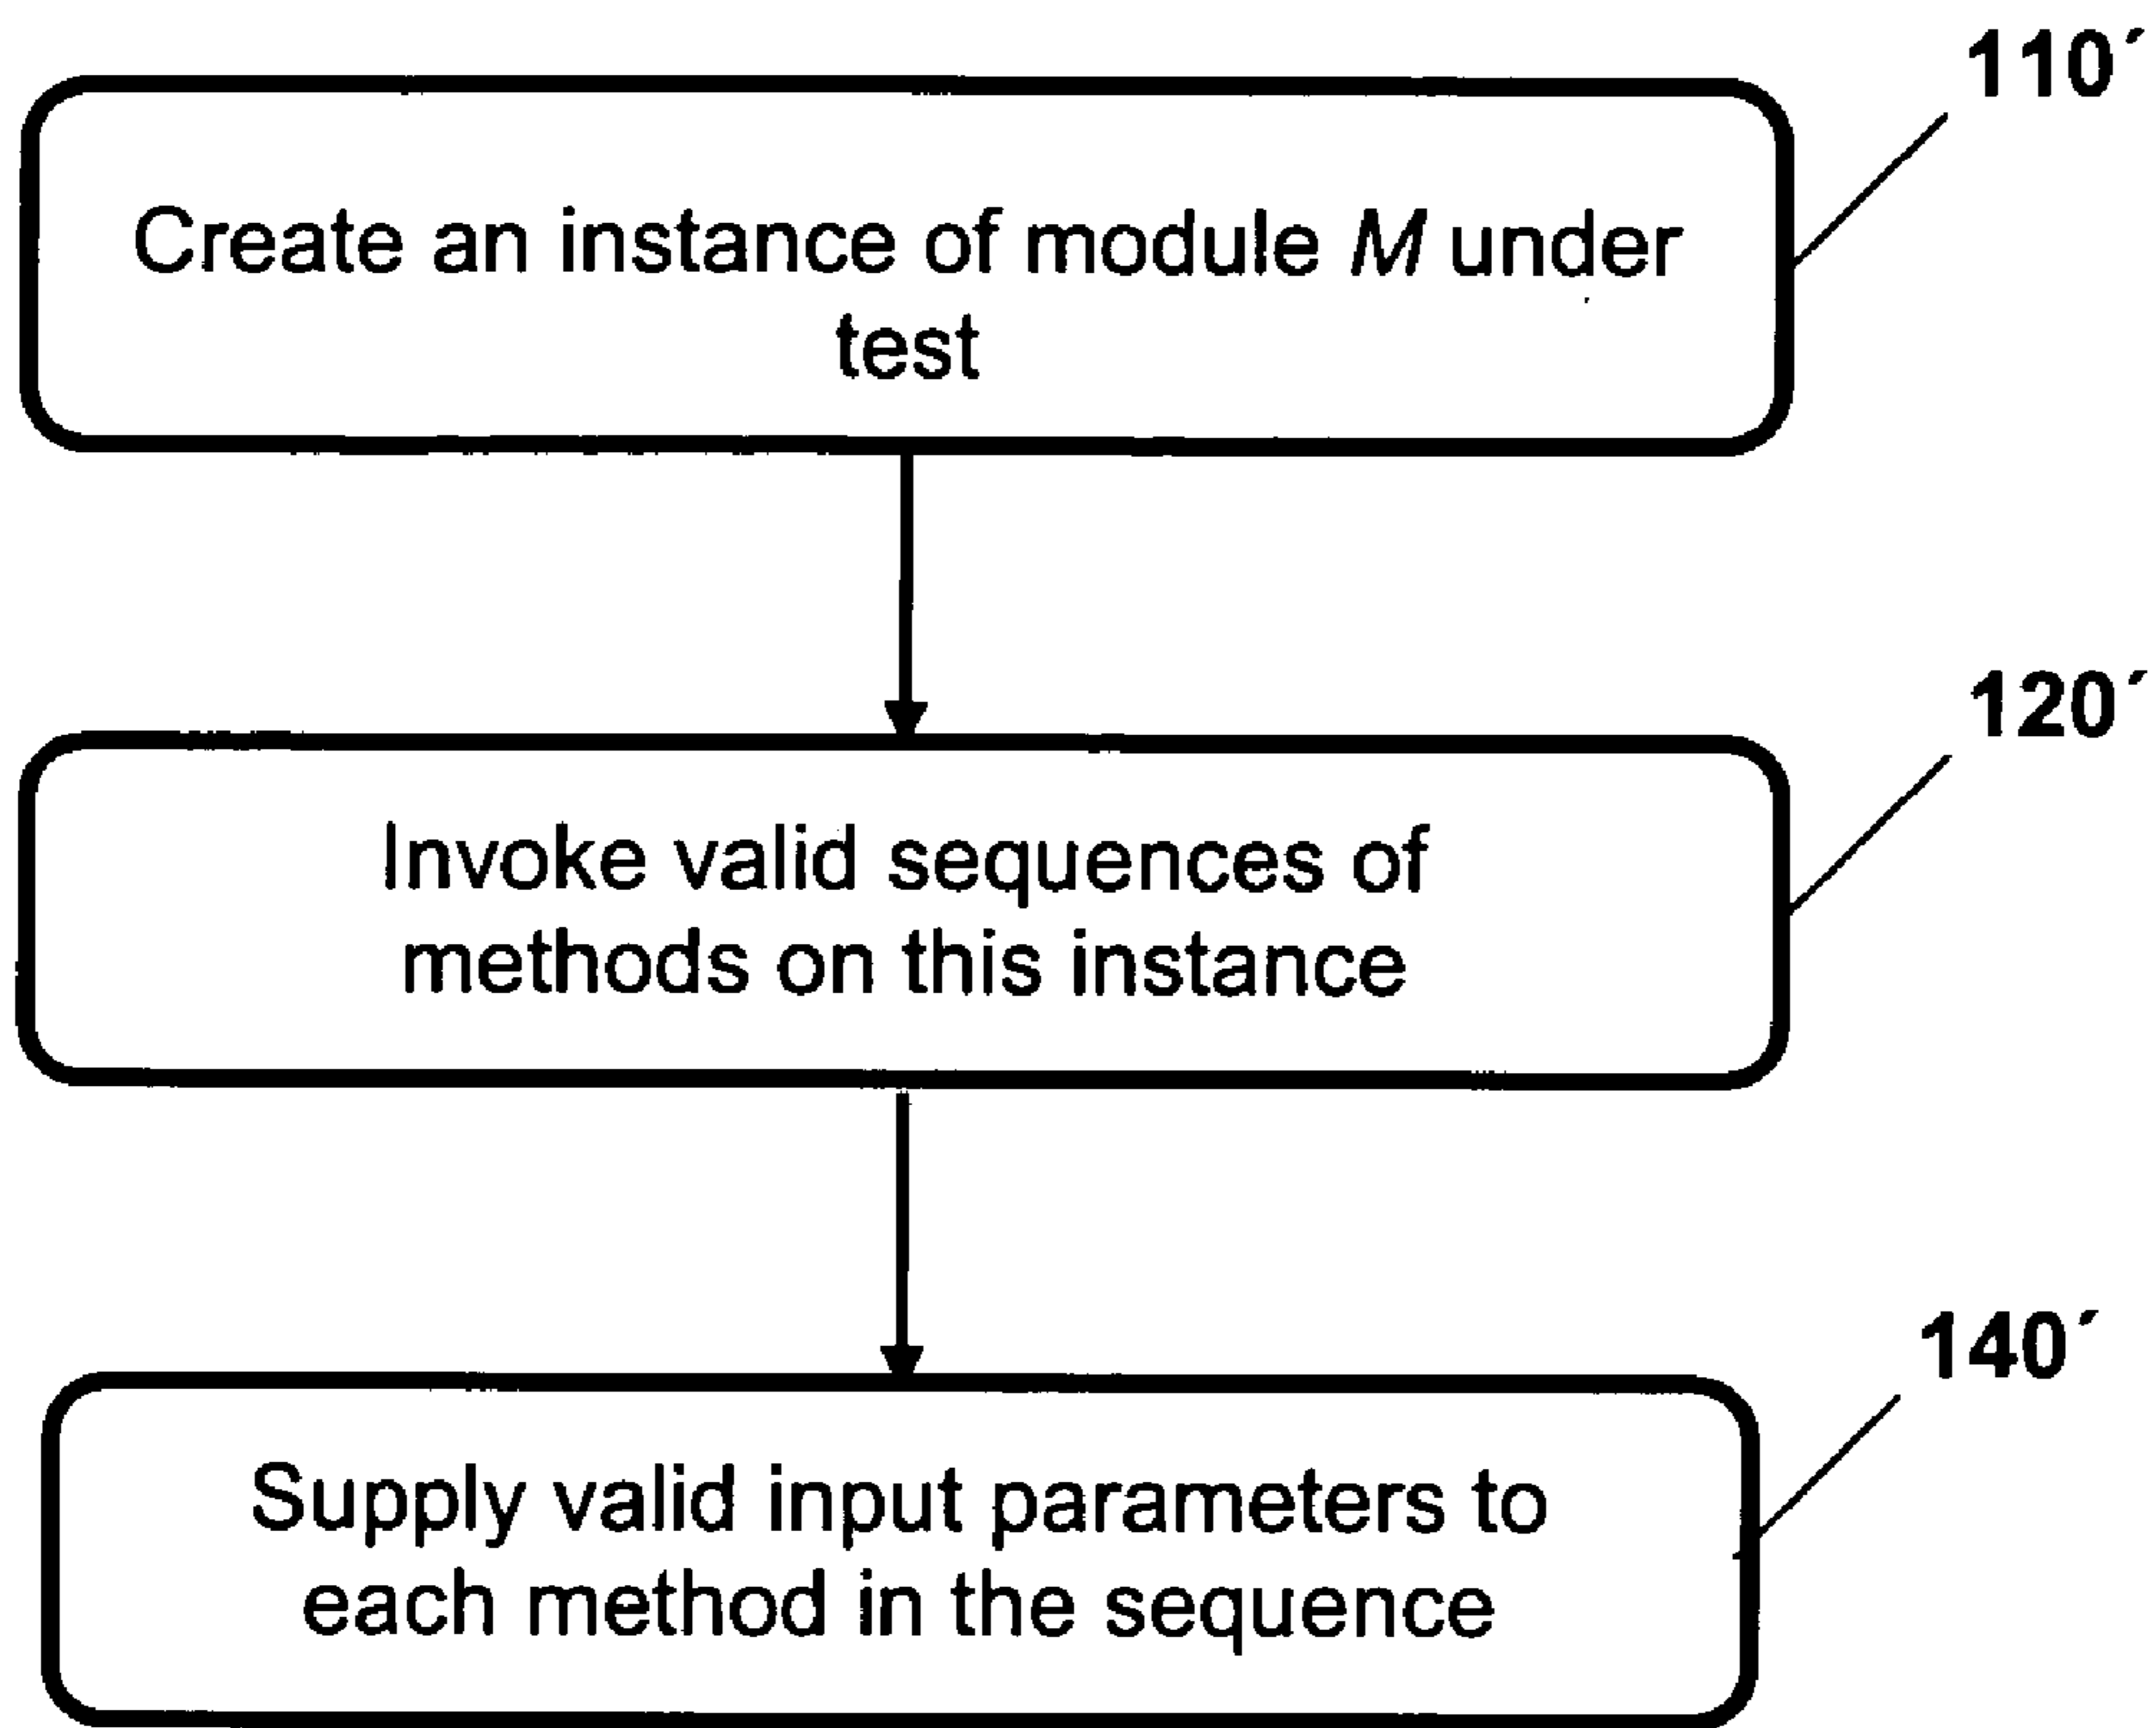 110´
Create an instance of module M under
test
120´
Invoke valid sequences of
methods on this instance
140´
Supply valid input parameters to
each method in the sequence